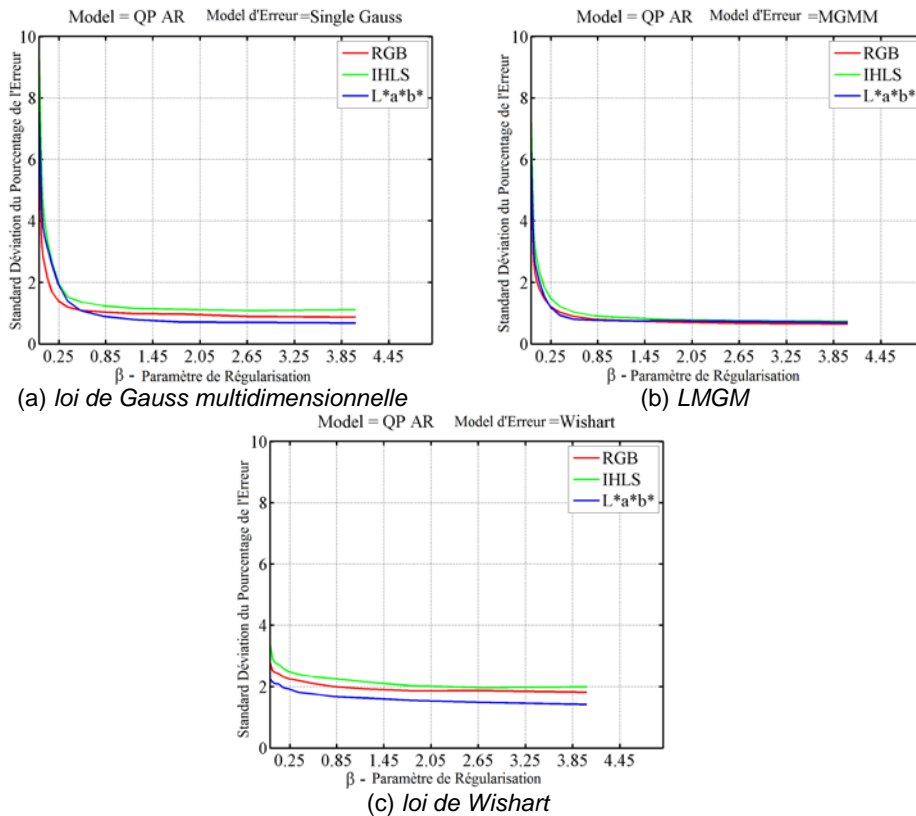 Model = QP AR Model d'Erreur =Single Gauss
10
8
6
4
2
0
Standard Déviation du Pourcentage de l'Erreur
RGB
IHLS
L*a*b*
0.25 0.85 1.45 2.05 2.65 3.25 3.85 4.45
β - Paramètre de Régularisation
(a) loi de Gauss multidimensionnelle
Model = QP AR Model d'Erreur =MGMM
10
8
6
4
2
0
Standard Déviation du Pourcentage de l'Erreur
RGB
IHLS
L*a*b*
0.25 0.85 1.45 2.05 2.65 3.25 3.85 4.45
β - Paramètre de Régularisation
(b) LMGM
Model = QP AR Model d'Erreur =Wishart
10
8
6
4
2
0
Standard Déviation du Pourcentage de l'Erreur
RGB
IHLS
L*a*b*
0.25 0.85 1.45 2.05 2.65 3.25 3.85 4.45
β - Paramètre de Régularisation
(c) loi de Wishart